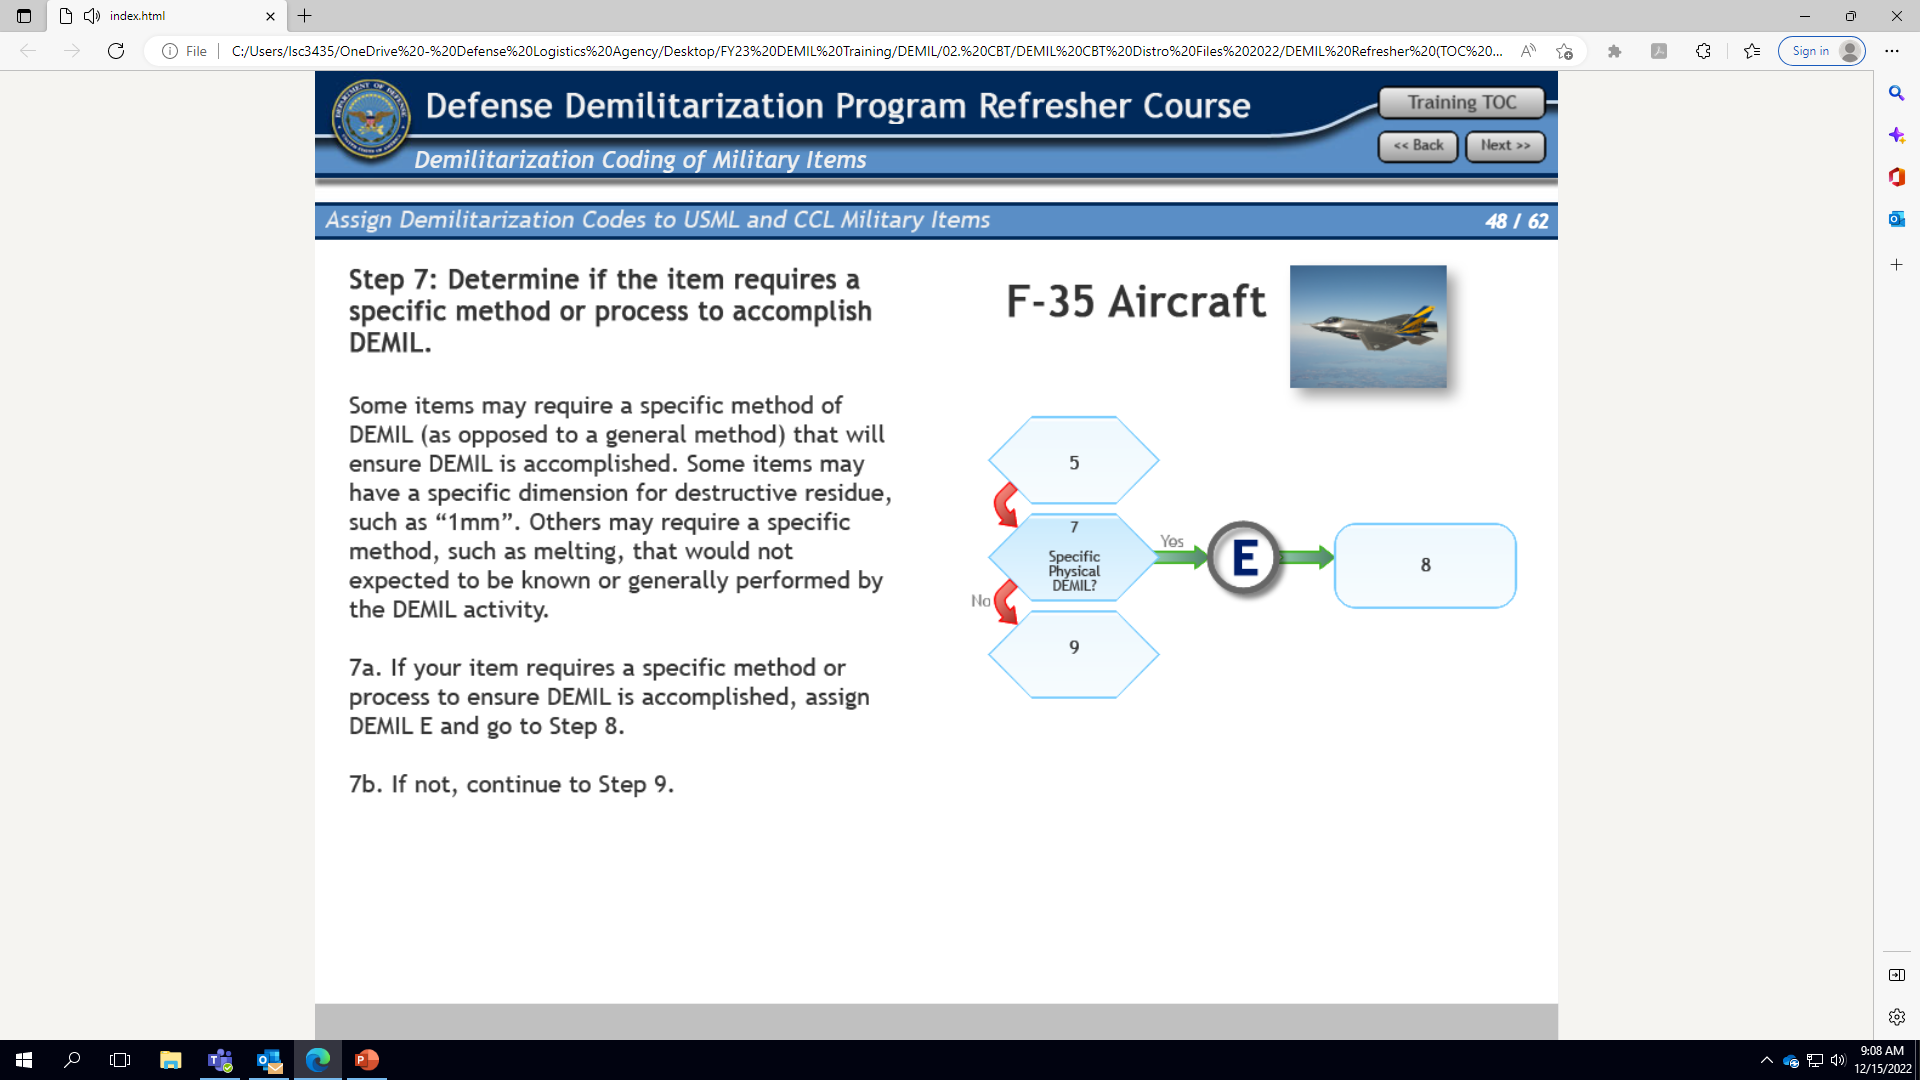 index.html
File
C:/Users/lsc3435/OneDrive%20-%20Defense%20Logistics%20Agency/Desktop/FY23%20DEMIL%20Training/DEMIL/02.%20CBT/DEMIL%20CBT%20Distro%20Files%202022/DEMIL%20Refresher%20(TOC%20...
Sign in
Defense Demilitarization Program Refresher Course
Training TOC
<< Back
Next >>
Demilitarization Coding of Military Items
Assign Demilitarization Codes to USML and CCL Military Items
48 / 62
Step 7: Determine if the item requires a
specific method or process to accomplish
DEMIL.
F-35 Aircraft
Some items may require a specific method of
DEMIL (as opposed to a general method) that will
ensure DEMIL is accomplished. Some items may
have a specific dimension for destructive residue,
such as “1mm”. Others may require a specific
method, such as melting, that would not
expected to be known or generally performed by
the DEMIL activity.
7a. If your item requires a specific method or
process to ensure DEMIL is accomplished, assign
DEMIL E and go to Step 8.
7b. If not, continue to Step 9.
5
7
Specific
Physical
DEMIL?
Yes
E
8
No
9
9:08 AM
12/15/2022